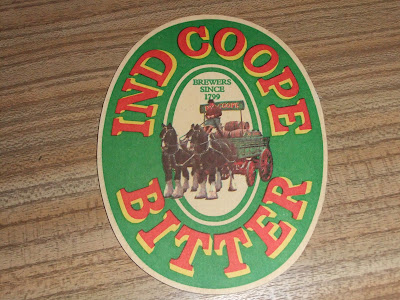 IND COOPE
BREWERS
SINCE
1799
BITTER